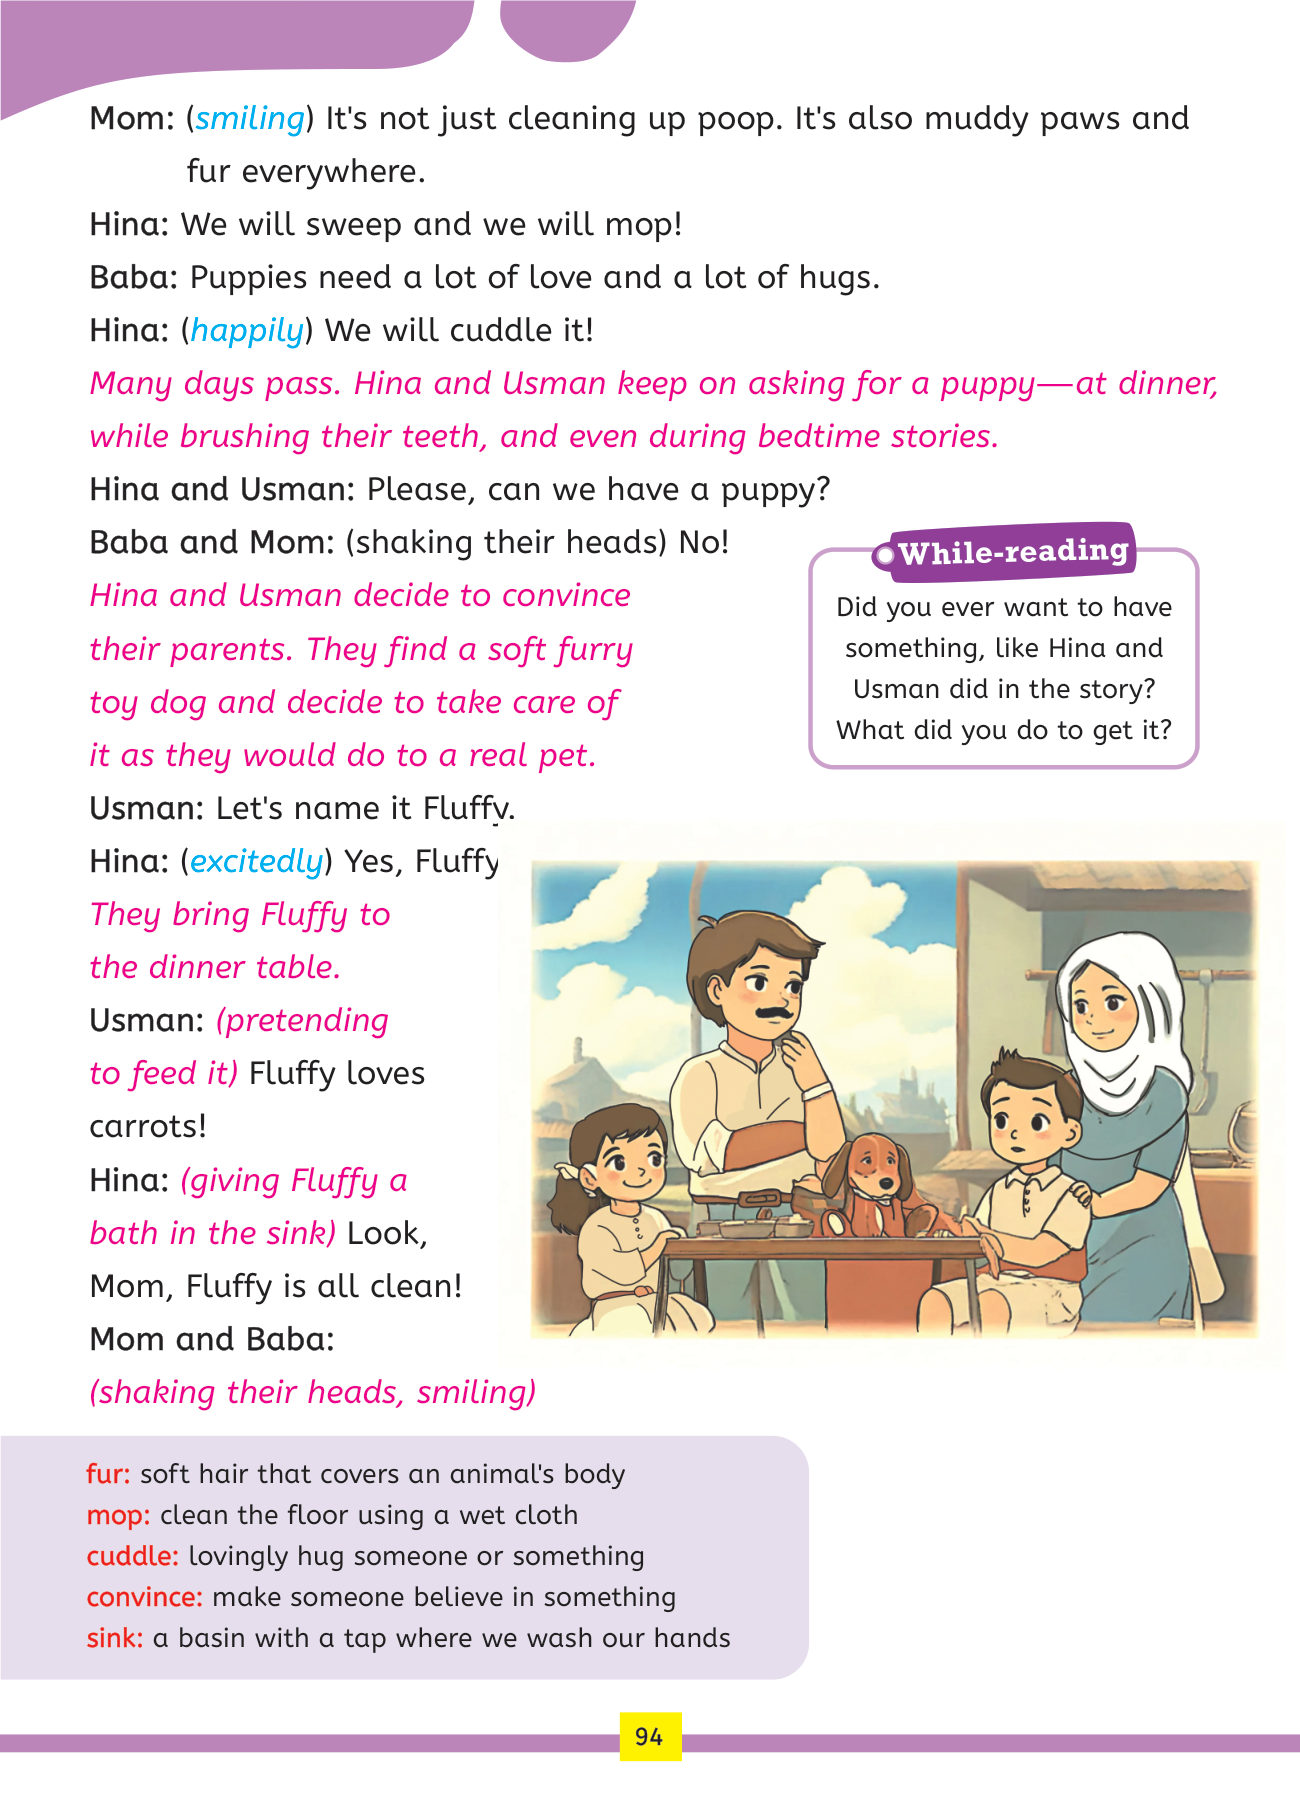 Mom: (smiling) It's not just cleaning up poop. It's also muddy paws and
fur everywhere.
Hina: We will sweep and we will mop!
Baba: Puppies need a lot of love and a lot of hugs.
Hina: (happily) We will cuddle it!
Many days pass. Hina and Usman keep on asking for a puppy—at dinner,
while brushing their teeth, and even during bedtime stories.
Hina and Usman: Please, can we have a puppy?
Baba and Mom: (shaking their heads) No!
Hina and Usman decide to convince
their parents. They find a soft furry
toy dog and decide to take care of
it as they would do to a real pet.
While-reading
Did you ever want to have
something, like Hina and
Usman did in the story?
What did you do to get it?
Usman: Let's name it Fluffy.
Hina: (excitedly) Yes, Fluffy
They bring Fluffy to
the dinner table.
Usman: (pretending
to feed it) Fluffy loves
carrots!
Hina: (giving Fluffy a
bath in the sink) Look,
Mom, Fluffy is all clean!
Mom and Baba:
(shaking their heads, smiling)
fur: soft hair that covers an animal's body
mop: clean the floor using a wet cloth
cuddle: lovingly hug someone or something
convince: make someone believe in something
sink: a basin with a tap where we wash our hands
94